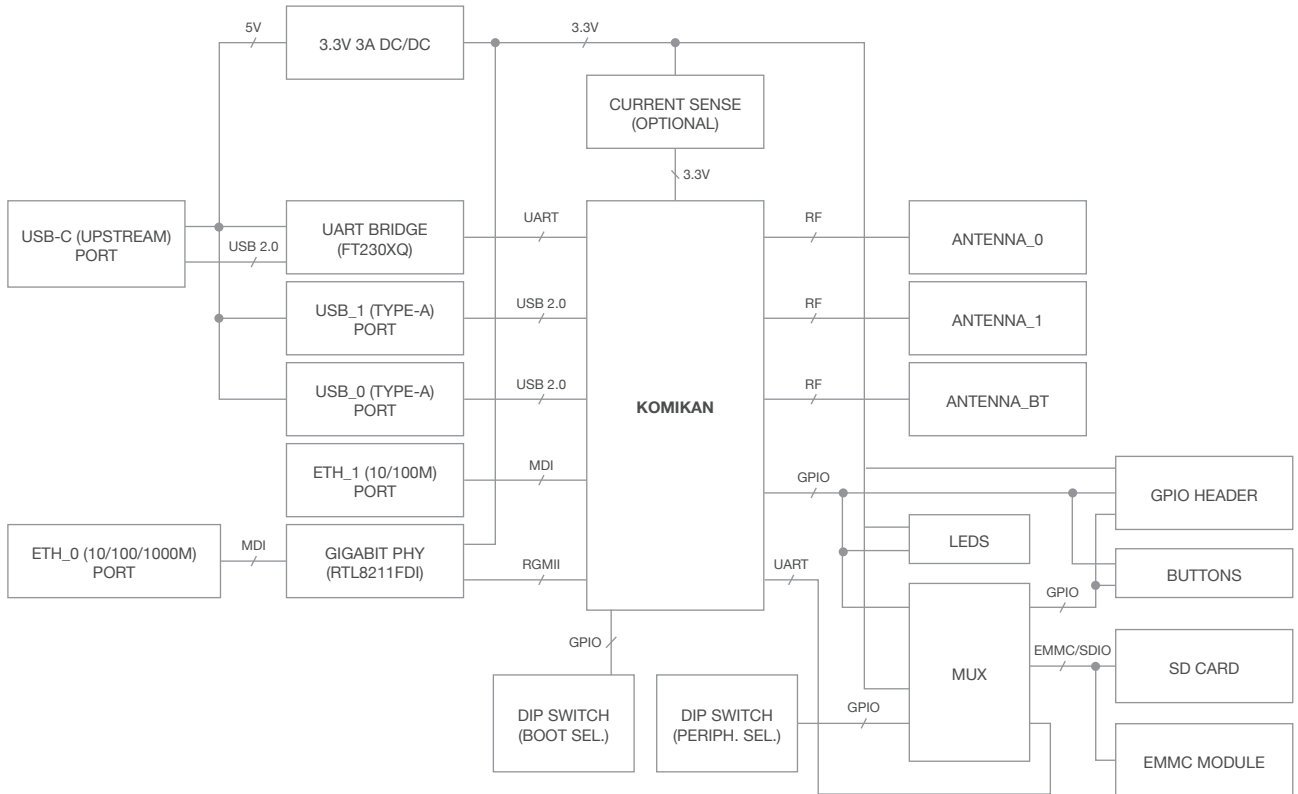 5V
3.3V 3A DC/DC
3.3V
CURRENT SENSE
(OPTIONAL)
3.3V
USB-C (UPSTREAM)
PORT
USB 2.0
UART BRIDGE
(FT230XQ)
UART
RF
ANTENNA_0
USB_1 (TYPE-A)
PORT
USB 2.0
RF
ANTENNA_1
USB_0 (TYPE-A)
PORT
USB 2.0
KOMIKAN
RF
ANTENNA_BT
ETH_1 (10/100M)
PORT
MDI
GPIO
GPIO HEADER
ETH_0 (10/100/1000M)
PORT
MDI
GIGABIT PHY
(RTL8211FDI)
RGMII
UART
LEDS
BUTTONS
GPIO
GPIO
MUX
EMMC/SDIO
SD CARD
DIP SWITCH
(BOOT SEL.)
DIP SWITCH
(PERIPH. SEL.)
GPIO
EMMC MODULE